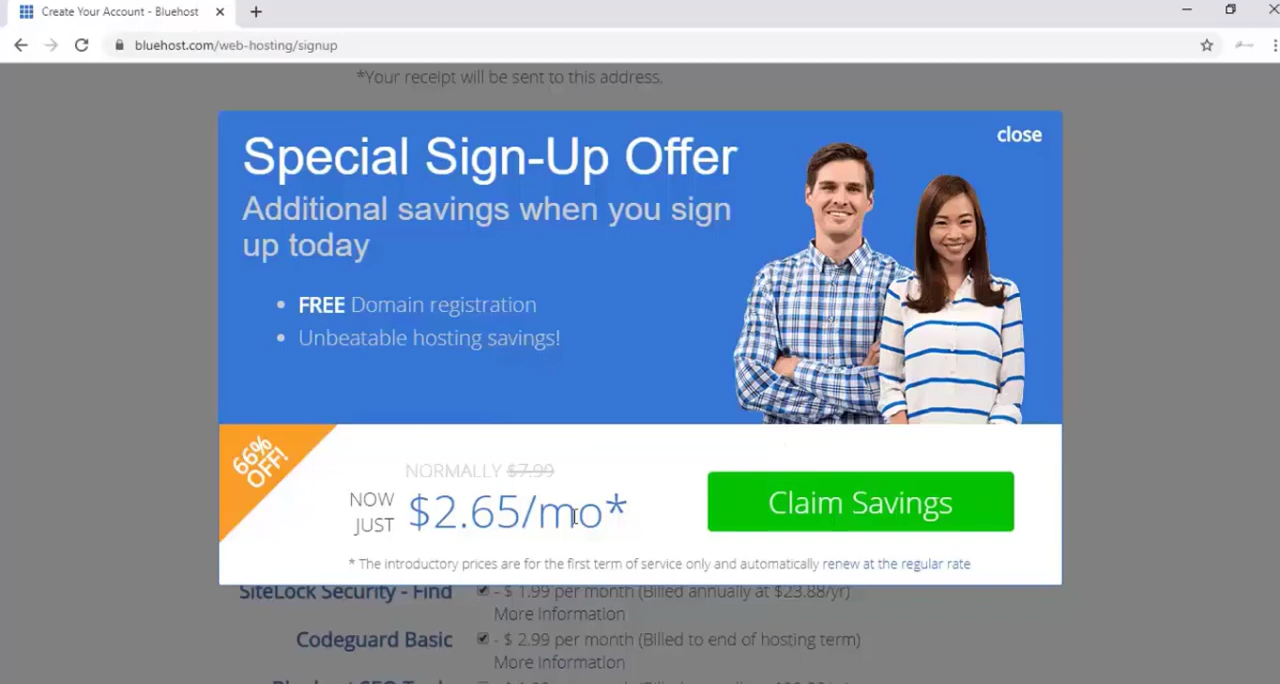 Create Your Account - Bluehost
bluehost.com/web-hosting/signup
*Your receipt will be sent to this address.
close
Special Sign-Up Offer
Additional savings when you sign
up today
FREE Domain registration
Unbeatable hosting savings!
66%
OFF!
NORMALLY $7.99
NOW
JUST
$2.65/mo*
Claim Savings
* The introductory prices are for the first term of service only and automatically renew at the regular rate
SiteLock Security - Find
- $ 1.99 per month (Billed annually at $23.88/yr)
More information
Codeguard Basic
- $ 2.99 per month (Billed to end of hosting term)
More information